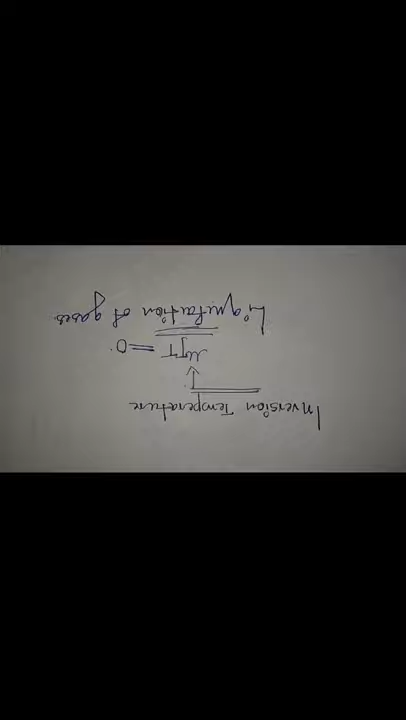 Inversion Temperature
μJT = 0.
Liquifaction of gases